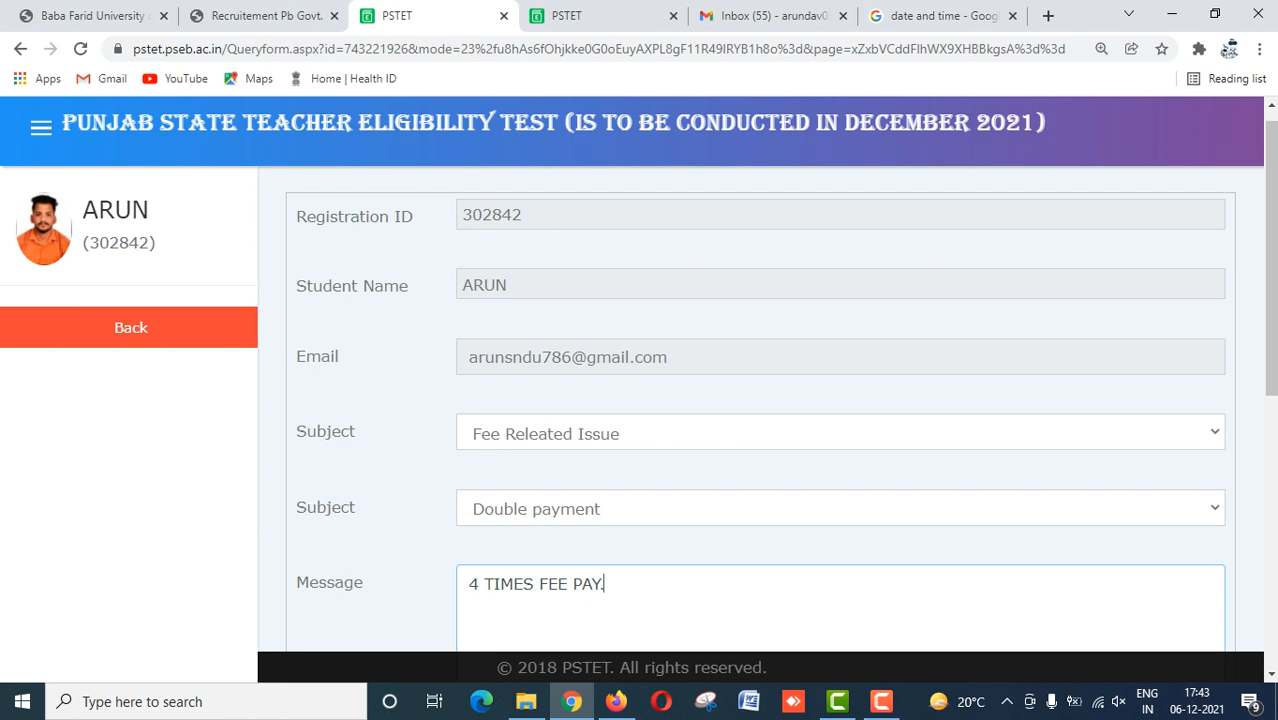 Baba Farid University
Recruitement Pb Govt.
PSTET
PSTET
Inbox (55) - arundav0
date and time - Goog
pstet.pseb.ac.in/Queryform.aspx?id=743221926&mode=23%2fu8hAs6fOhjkke0G0oEuyAXPL8gF11R49IRYB1h8o%3d&page=xZxbVCddFlhWX9XHBBkgsA%3d%3d
Apps
Gmail
YouTube
Maps
Home | Health ID
Reading list
PUNJAB STATE TEACHER ELIGIBILITY TEST (IS TO BE CONDUCTED IN DECEMBER 2021)
ARUN
(302842)
Back
Registration ID
302842
Student Name
ARUN
Email
arunsndu786@gmail.com
Subject
Fee Releated Issue
Subject
Double payment
Message
4 TIMES FEE PAY.
© 2018 PSTET. All rights reserved.
Type here to search
20°C
ENG
IN
17:43
06-12-2021
9